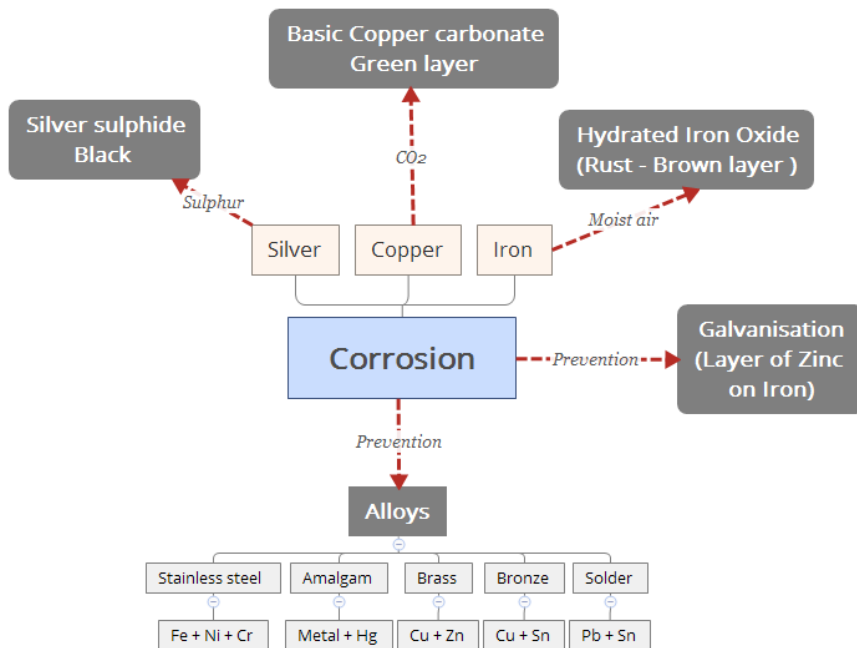 Basic Copper carbonate
Green layer
Silver sulphide
Black
Hydrated Iron Oxide
(Rust - Brown layer )
CO2
Sulphur
Moist air
Silver
Copper
Iron
Corrosion
Prevention
Galvanisation
(Layer of Zinc
on Iron)
Prevention
Alloys
Stainless steel
Amalgam
Brass
Bronze
Solder
Fe + Ni + Cr
Metal + Hg
Cu + Zn
Cu + Sn
Pb + Sn